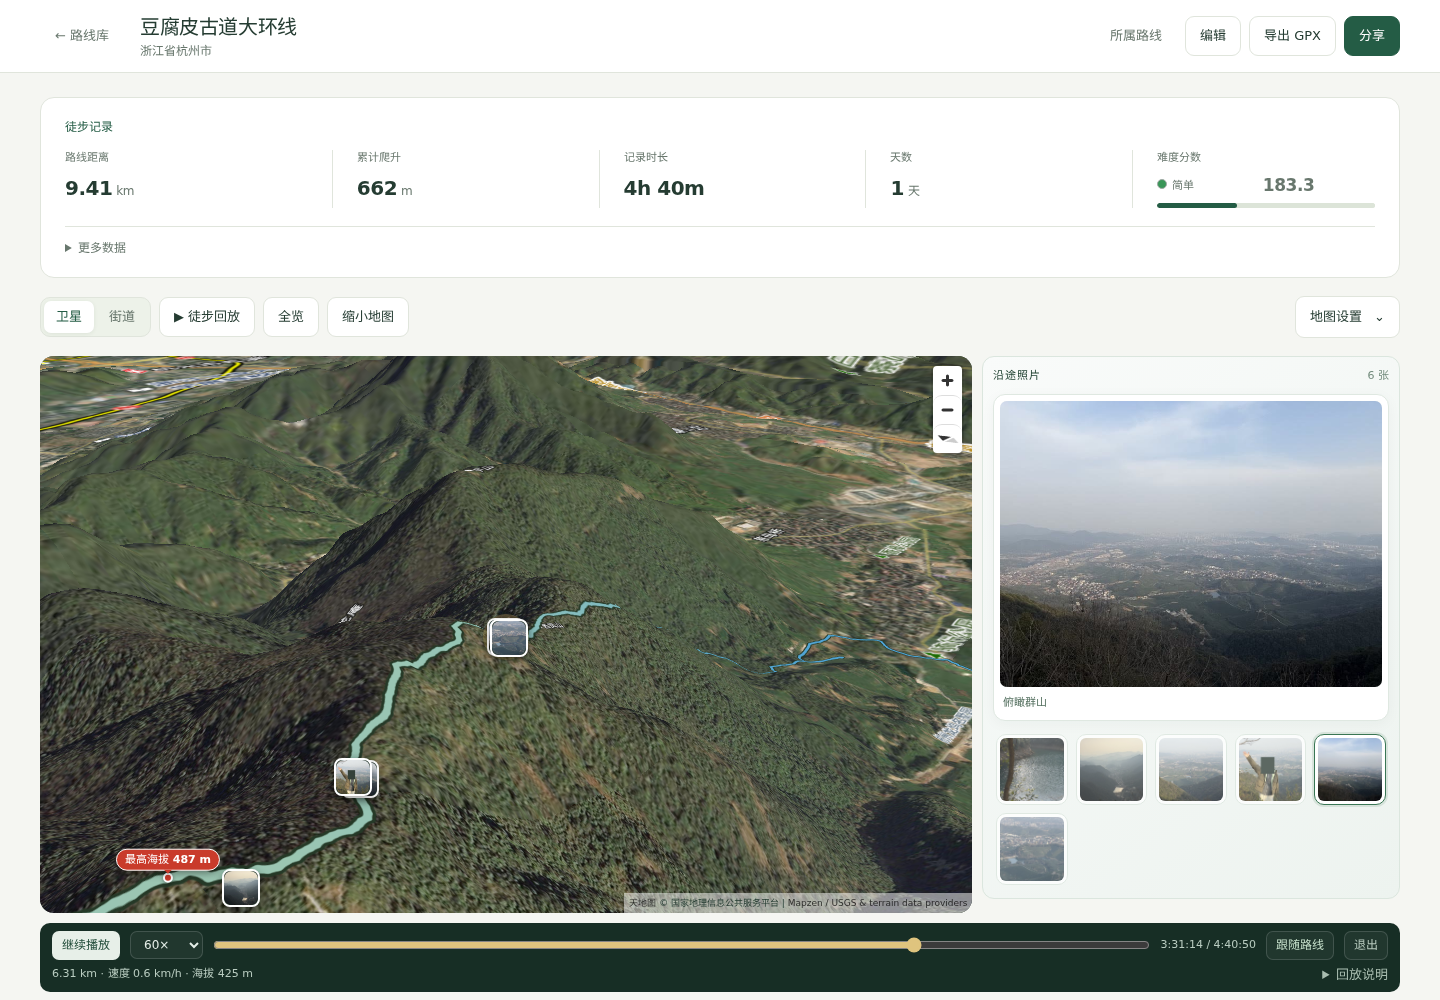 ← 路线库
豆腐皮古道大环线
浙江省杭州市
所属路线
编辑
导出 GPX
分享
徒步记录
路线距离
9.41 km
累计爬升
662 m
记录时长
4h 40m
天数
1 天
难度分数
简单
183.3
▶ 更多数据
卫星
街道
▶ 徒步回放
全览
缩小地图
地图设置
最高海拔 487 m
天地图 © 国家地理信息公共服务平台 | Mapzen / USGS & terrain data providers
沿途照片
6 张
俯瞰群山
继续播放
60×
3:31:14 / 4:40:50
跟随路线
退出
6.31 km · 速度 0.6 km/h · 海拔 425 m
▶ 回放说明